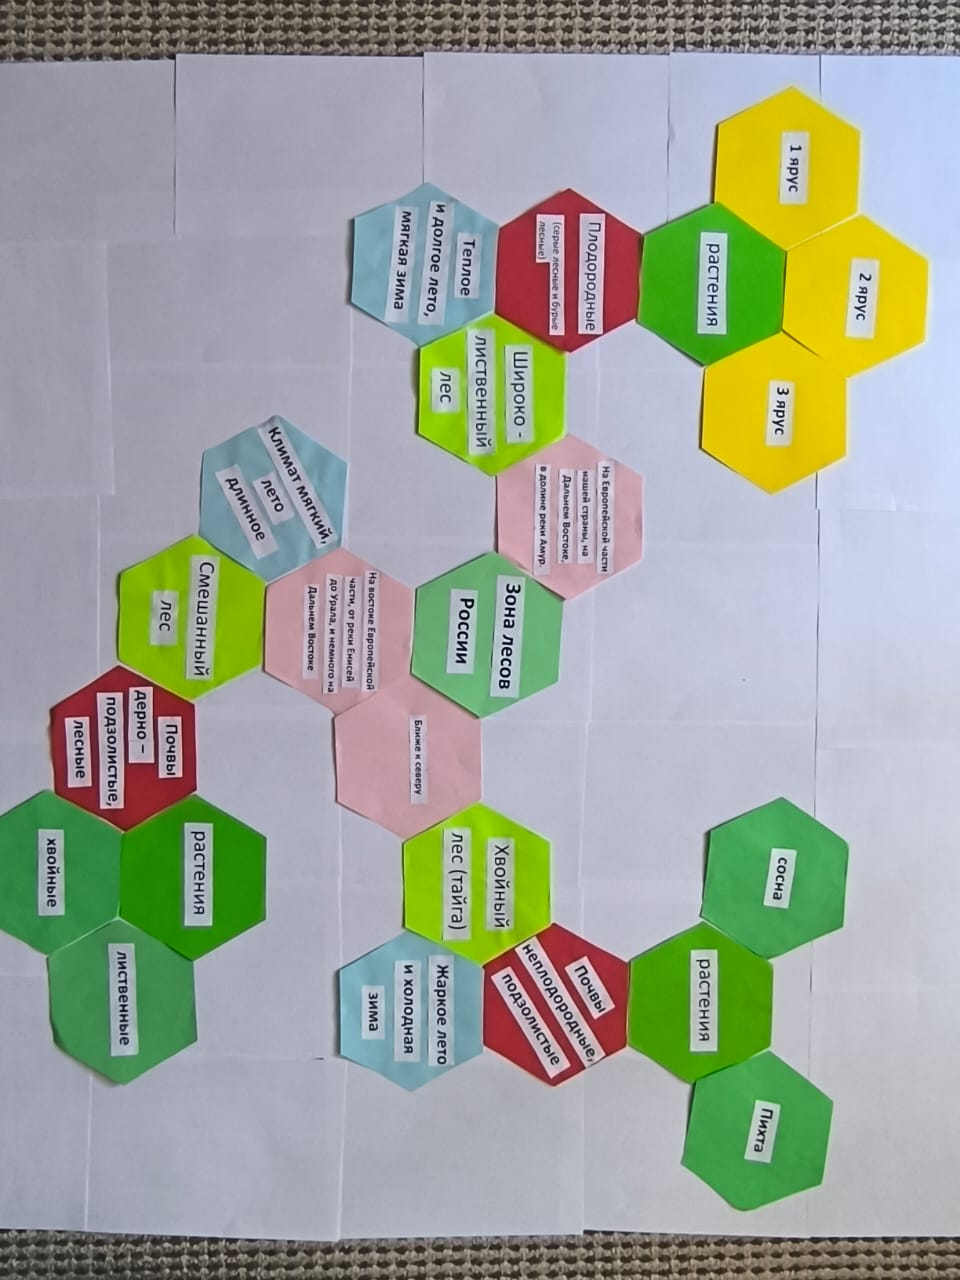 1 ярус
2 ярус
3 ярус
растения
Плодородные
(серые лесные и бурые
лесные)
Теплое
и долгое лето,
мягкая зима
Широко -
лиственный
лес
На Европейской части
нашей страны, на
Дальнем Востоке,
в долине реки Амур.
Зона лесов
России
На востоке Европейской
части, от реки Енисей
до Урала, и немного на
Дальнем Востоке
Климат мягкий,
лето
длинное
Смешанный
лес
Почвы
дерно –
подзолистые,
лесные
растения
хвойные
лиственные
Ближе к северу
Хвойный
лес (тайга)
Жаркое лето
и холодная
зима
Почвы
неплодородные,
подзолистые
растения
сосна
Пихта